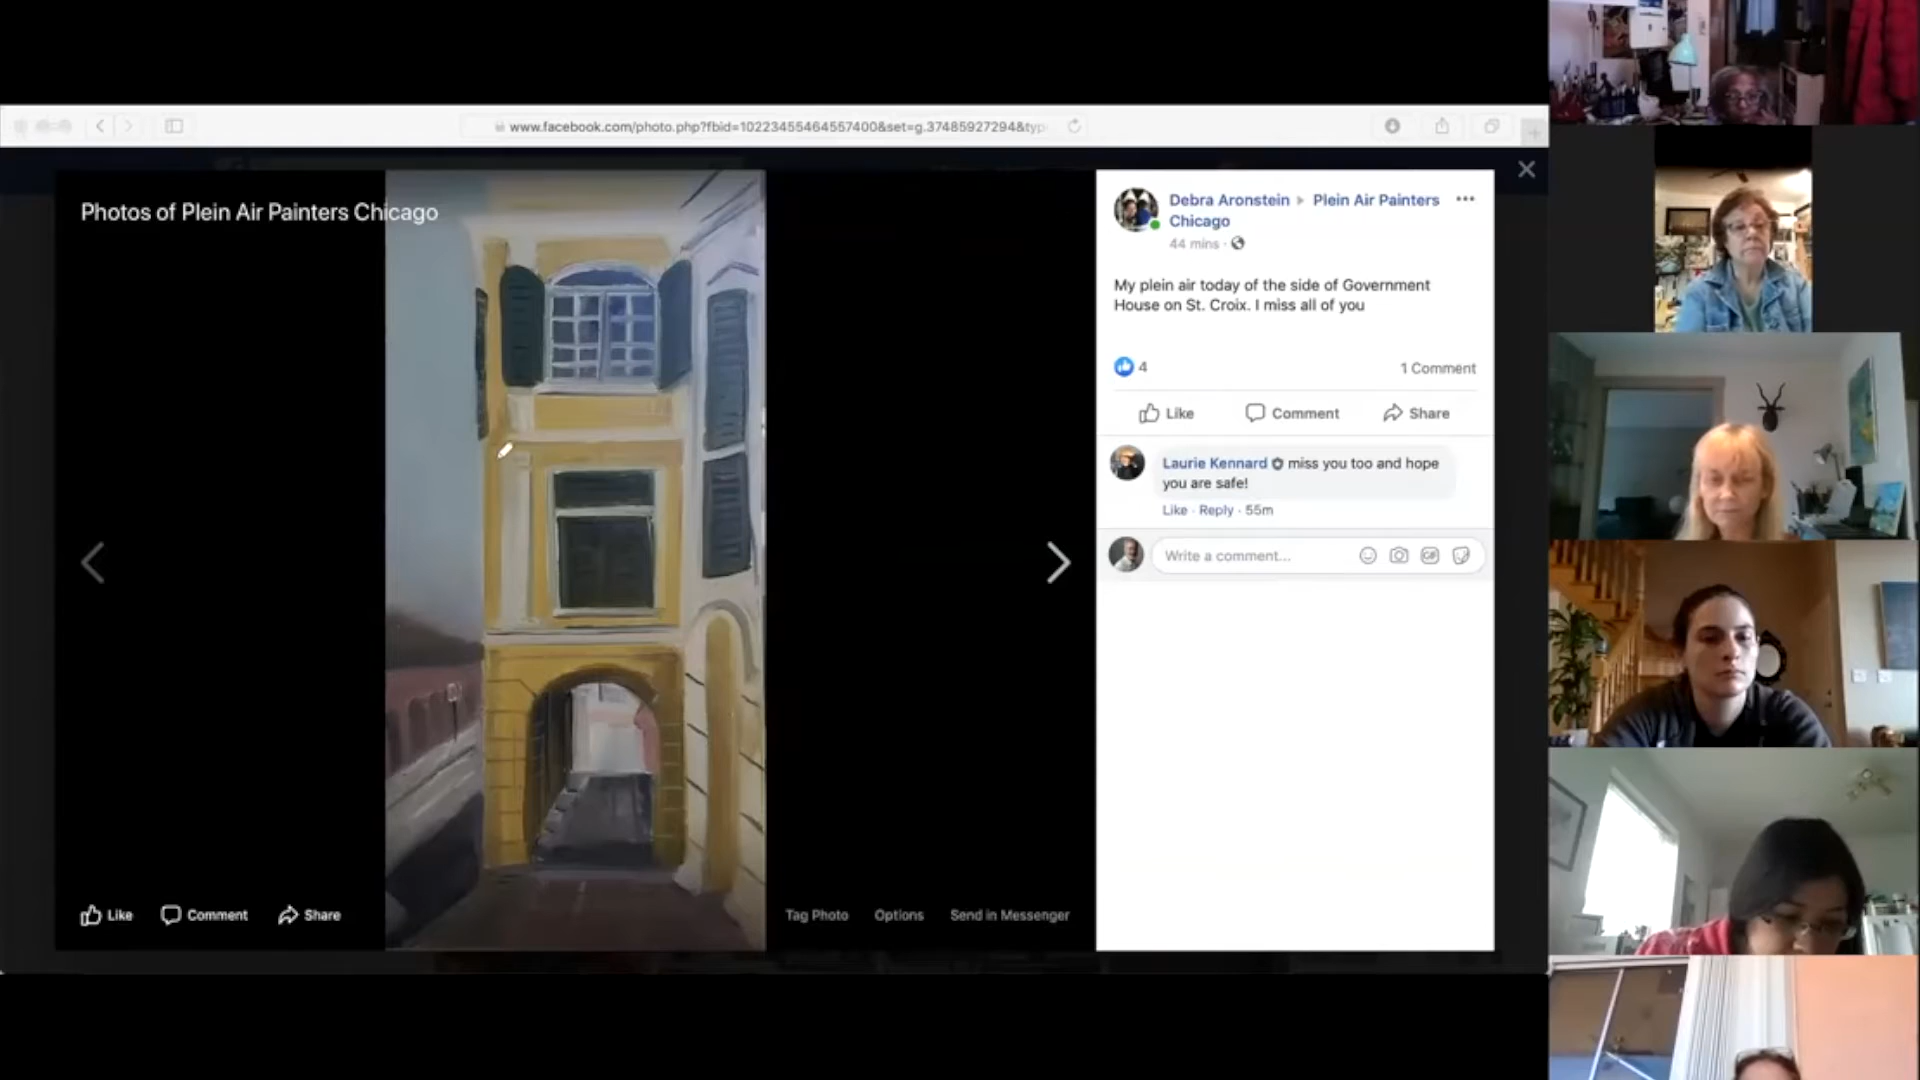 www.facebook.com/photo.php?fbid=10223455464557400&set=g.37485927294&typ
Photos of Plein Air Painters Chicago
Debra Aronstein ▸ Plein Air Painters
Chicago
44 mins ·
My plein air today of the side of Government
House on St. Croix. I miss all of you
4
1 Comment
Like Comment Share
Laurie Kennard miss you too and hope
you are safe!
Like · Reply · 55m
Write a comment...
GIF
Like Comment Share
Tag Photo Options Send in Messenger